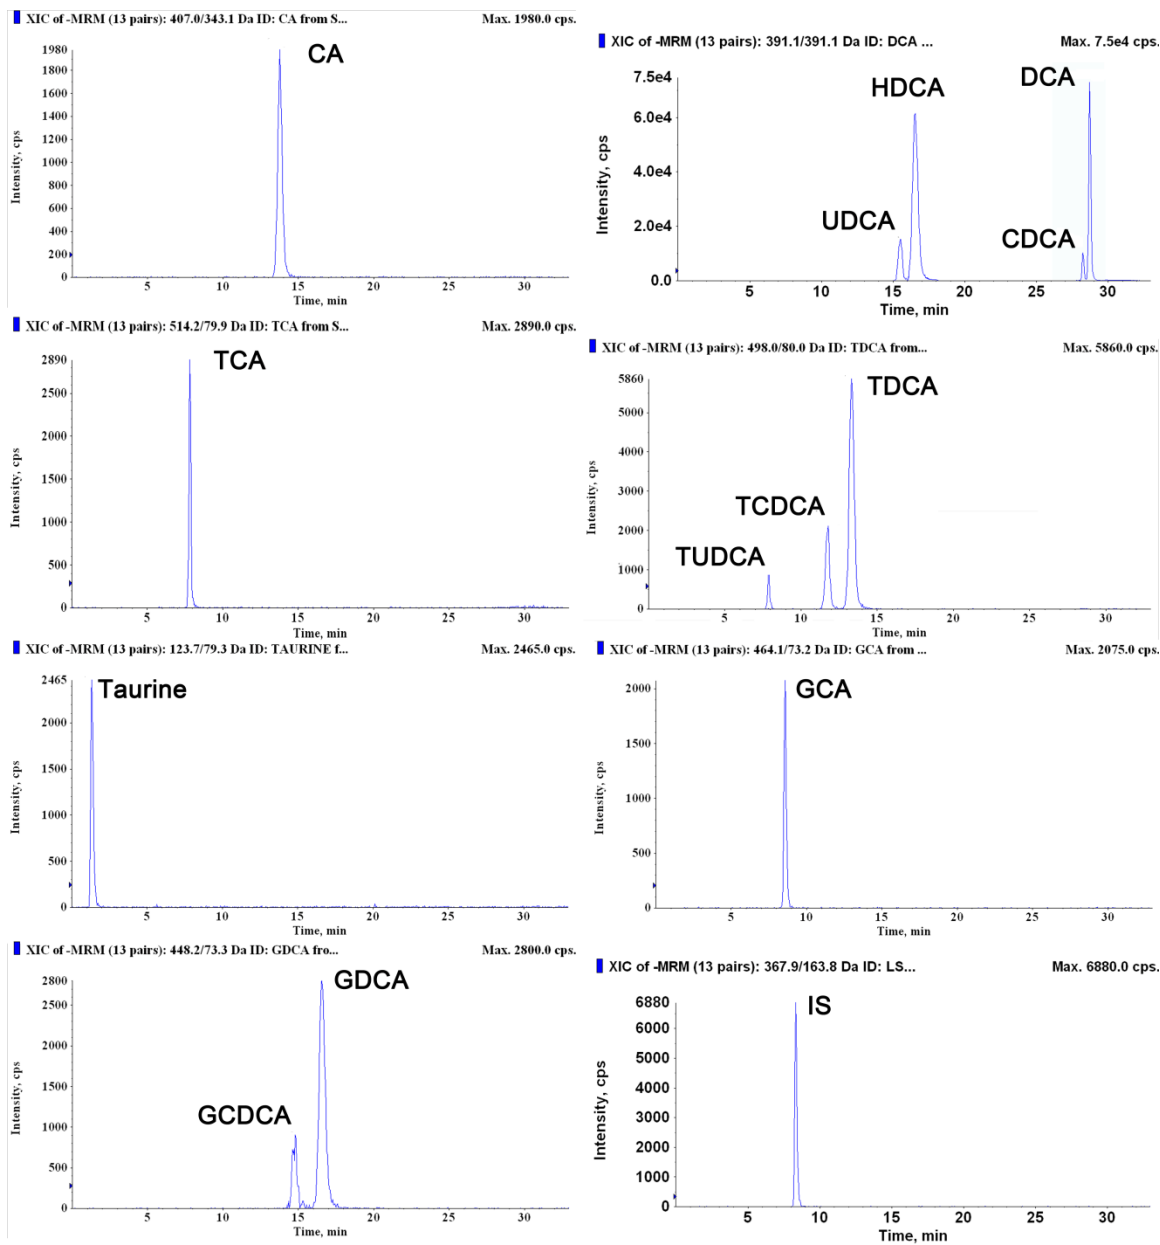 XIC of -MRM (13 pairs): 407.0/343.1 Da ID: CA from S... Max. 1980.0 cps.
CA
1980
1800
1600
1400
1200
1000
800
600
400
200
0
Intensity, cps
5 10 15 20 25 30
Time, min
XIC of -MRM (13 pairs): 391.1/391.1 Da ID: DCA ... Max. 7.5e4 cps.
7.5e4
6.0e4
4.0e4
2.0e4
0.0
Intensity, cps
HDCA
DCA
UDCA
CDCA
5 10 15 20 25 30
Time, min
XIC of -MRM (13 pairs): 514.2/79.9 Da ID: TCA from S... Max. 2890.0 cps.
TCA
2890
2500
2000
1500
1000
500
0
Intensity, cps
5 10 15 20 25 30
Time, min
XIC of -MRM (13 pairs): 498.0/80.0 Da ID: TDCA from... Max. 5860.0 cps.
5860
5000
4000
3000
2000
1000
0
Intensity, cps
TDCA
TCDCA
TUDCA
5 10 15 20 25 30
Time, min
XIC of -MRM (13 pairs): 123.7/79.3 Da ID: TAURINE f... Max. 2465.0 cps.
Taurine
2465
2000
1500
1000
500
0
Intensity, cps
5 10 15 20 25 30
Time, min
XIC of -MRM (13 pairs): 464.1/73.2 Da ID: GCA from ... Max. 2075.0 cps.
GCA
2000
1500
1000
500
0
Intensity, cps
5 10 15 20 25 30
Time, min
XIC of -MRM (13 pairs): 448.2/73.3 Da ID: GDCA fro... Max. 2800.0 cps.
2800
2500
2000
1500
1000
500
0
Intensity, cps
GDCA
GCDCA
5 10 15 20 25 30
Time, min
XIC of -MRM (13 pairs): 367.9/163.8 Da ID: LS... Max. 6880.0 cps.
IS
6880
6000
5000
4000
3000
2000
1000
0
Intensity, cps
5 10 15 20 25 30
Time, min